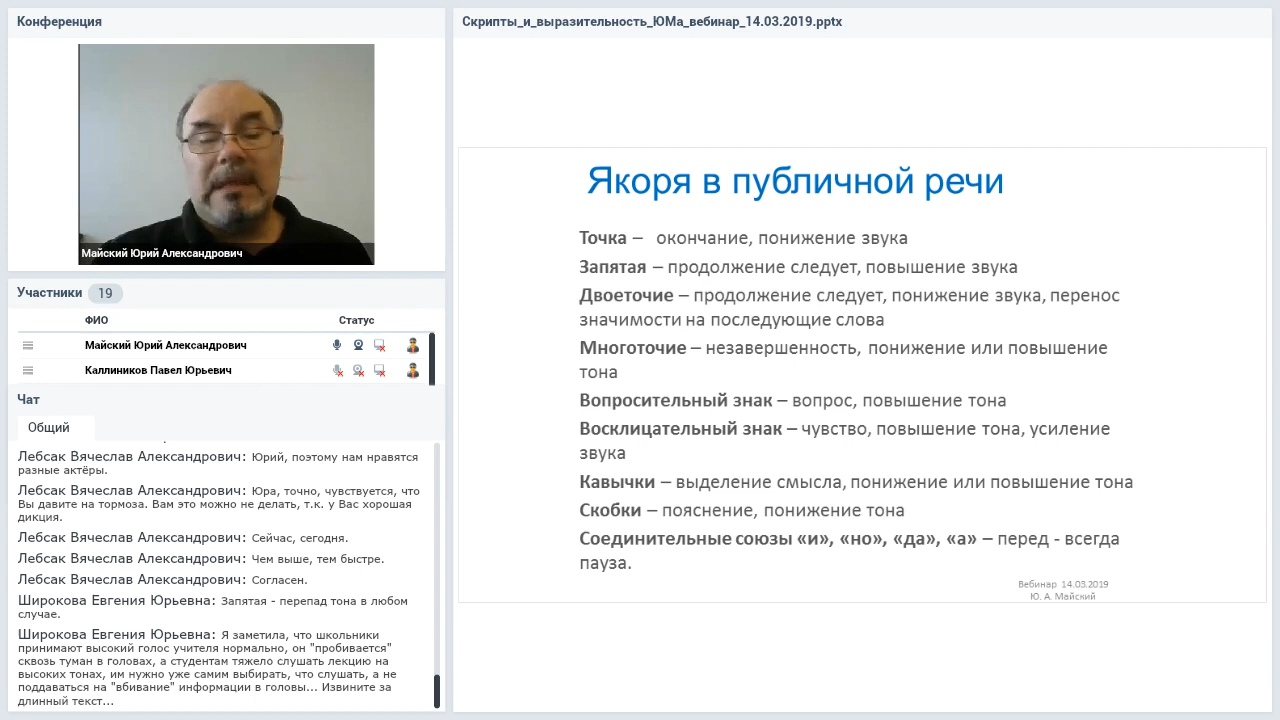 Конференция
Майский Юрий Александрович
Участники 19
ФИО Статус
Майский Юрий Александрович
Каллиников Павел Юрьевич
Чат
Общий
Лебсак Вячеслав Александрович: Юрий, поэтому нам нравятся
разные актёры.
Лебсак Вячеслав Александрович: Юра, точно, чувствуется, что
Вы давите на тормоза. Вам это можно не делать, т.к. у Вас хорошая
дикция.
Лебсак Вячеслав Александрович: Сейчас, сегодня.
Лебсак Вячеслав Александрович: Чем выше, тем быстре.
Лебсак Вячеслав Александрович: Согласен.
Широкова Евгения Юрьевна: Запятая - перепад тона в любом
случае.
Широкова Евгения Юрьевна: Я заметила, что школьники
принимают высокий голос учителя нормально, он "пробивается"
сквозь туман в головах, а студентам тяжело слушать лекцию на
высоких тонах, им нужно уже самим выбирать, что слушать, а не
поддаваться на "вбивание" информации в головы... Извините за
длинный текст...
Скрипты_и_выразительность_ЮМа_вебинар_14.03.2019.pptx
Якоря в публичной речи
Точка – окончание, понижение звука
Запятая – продолжение следует, повышение звука
Двоеточие – продолжение следует, понижение звука, перенос
значимости на последующие слова
Многоточие – незавершенность, понижение или повышение
тона
Вопросительный знак – вопрос, повышение тона
Восклицательный знак – чувство, повышение тона, усиление
звука
Кавычки – выделение смысла, понижение или повышение тона
Скобки – пояснение, понижение тона
Соединительные союзы «и», «но», «да», «а» – перед - всегда
пауза.
Вебинар 14.03.2019
Ю. А. Майский